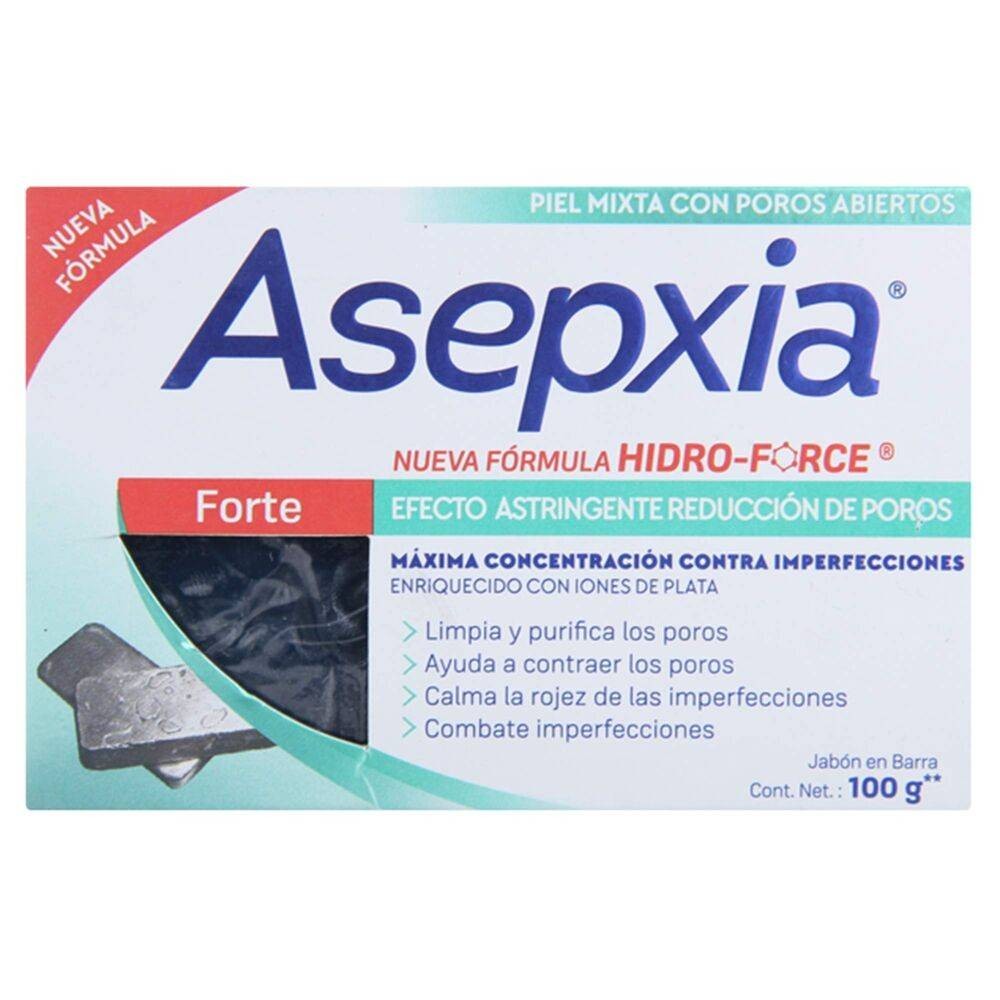 NUEVA
FÓRMULA
PIEL MIXTA CON POROS ABIERTOS
Asepxia®
NUEVA FÓRMULA HIDRO-FORCE®
Forte
EFECTO ASTRINGENTE REDUCCIÓN DE POROS
MÁXIMA CONCENTRACIÓN CONTRA IMPERFECCIONES
ENRIQUECIDO CON IONES DE PLATA
> Limpia y purifica los poros
> Ayuda a contraer los poros
> Calma la rojez de las imperfecciones
> Combate imperfecciones
Jabón en Barra
Cont. Net.: 100 g**